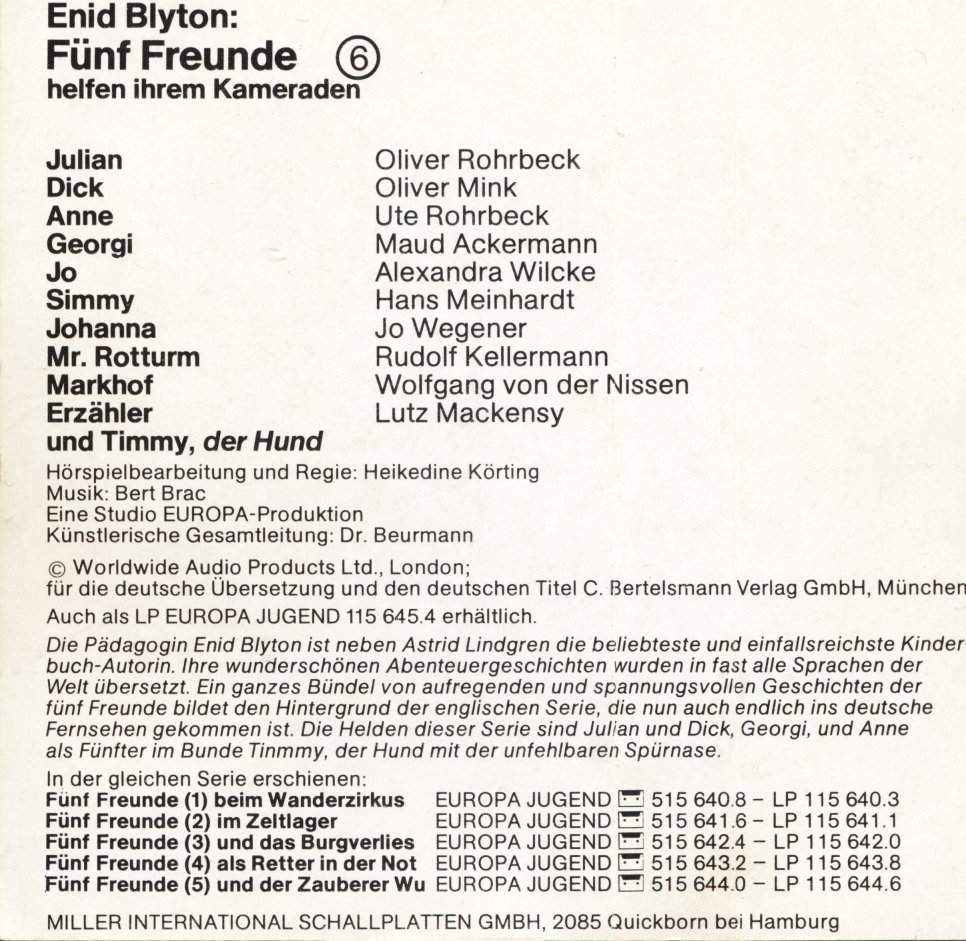 Enid Blyton:
Fünf Freunde ⑥
helfen ihrem Kameraden
Julian Oliver Rohrbeck
Dick Oliver Mink
Anne Ute Rohrbeck
Georgi Maud Ackermann
Jo Alexandra Wilcke
Simmy Hans Meinhardt
Johanna Jo Wegener
Mr. Rotturm Rudolf Kellermann
Markhof Wolfgang von der Nissen
Erzähler Lutz Mackensy
und Timmy, der Hund
Hörspielbearbeitung und Regie: Heikedine Körting
Musik: Bert Brac
Eine Studio EUROPA-Produktion
Künstlerische Gesamtleitung: Dr. Beurmann
© Worldwide Audio Products Ltd., London;
für die deutsche Übersetzung und den deutschen Titel C. Bertelsmann Verlag GmbH, München
Auch als LP EUROPA JUGEND 115 645.4 erhältlich.
Die Pädagogin Enid Blyton ist neben Astrid Lindgren die beliebteste und einfallsreichste Kinder
buch-Autorin. Ihre wunderschönen Abenteuergeschichten wurden in fast alle Sprachen der
Welt übersetzt. Ein ganzes Bündel von aufregenden und spannungsvollen Geschichten der
fünf Freunde bildet den Hintergrund der englischen Serie, die nun auch endlich ins deutsche
Fernsehen gekommen ist. Die Helden dieser Serie sind Julian und Dick, Georgi, und Anne
als Fünfter im Bunde Tinmmy, der Hund mit der unfehlbaren Spürnase.
In der gleichen Serie erschienen:
Fünf Freunde (1) beim Wanderzirkus EUROPA JUGEND 515 640.8 – LP 115 640.3
Fünf Freunde (2) im Zeltlager EUROPA JUGEND 515 641.6 – LP 115 641.1
Fünf Freunde (3) und das Burgverlies EUROPA JUGEND 515 642.4 – LP 115 642.0
Fünf Freunde (4) als Retter in der Not EUROPA JUGEND 515 643.2 – LP 115 643.8
Fünf Freunde (5) und der Zauberer Wu EUROPA JUGEND 515 644.0 – LP 115 644.6
MILLER INTERNATIONAL SCHALLPLATTEN GMBH, 2085 Quickborn bei Hamburg